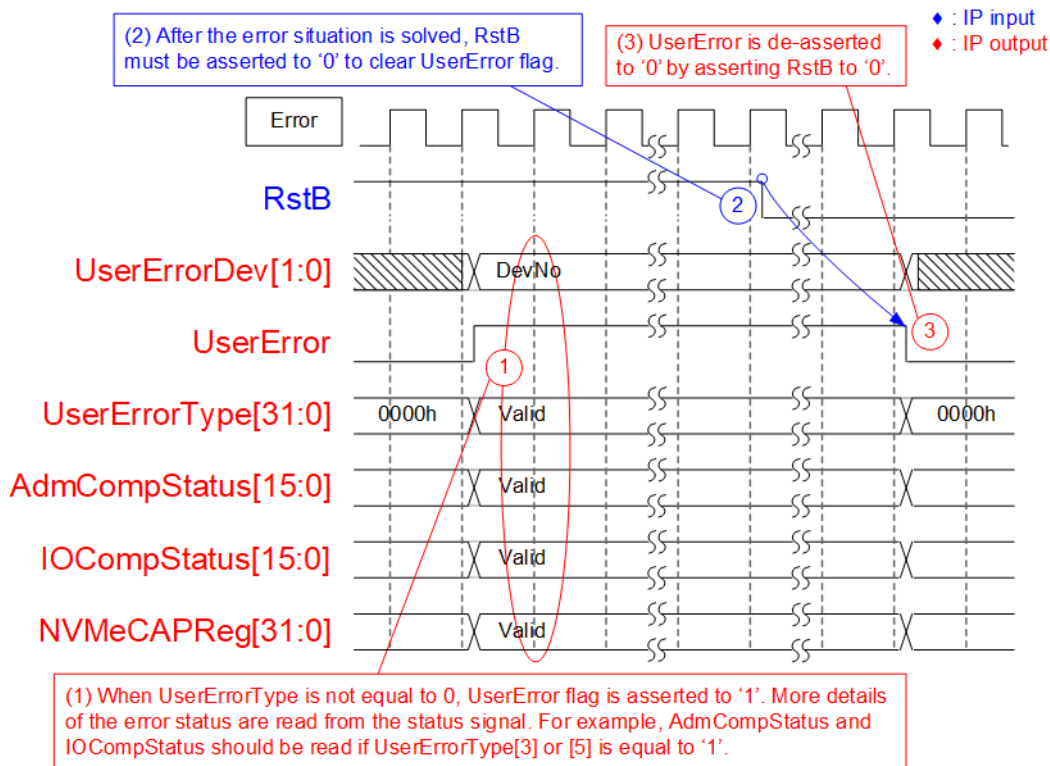 (2) After the error situation is solved, RstB
must be asserted to ‘0’ to clear UserError flag.
♦ : IP input
♦ : IP output
(3) UserError is de-asserted
to ‘0’ by asserting RstB to ‘0’.
Error
RstB
2
UserErrorDev[1:0]
DevNo
UserError
1
3
UserErrorType[31:0]
0000h
Valid
0000h
AdmCompStatus[15:0]
Valid
IOCompStatus[15:0]
Valid
NVMeCAPReg[31:0]
Valid
(1) When UserErrorType is not equal to 0, UserError flag is asserted to ‘1’. More details
of the error status are read from the status signal. For example, AdmCompStatus and
IOCompStatus should be read if UserErrorType[3] or [5] is equal to ‘1’.